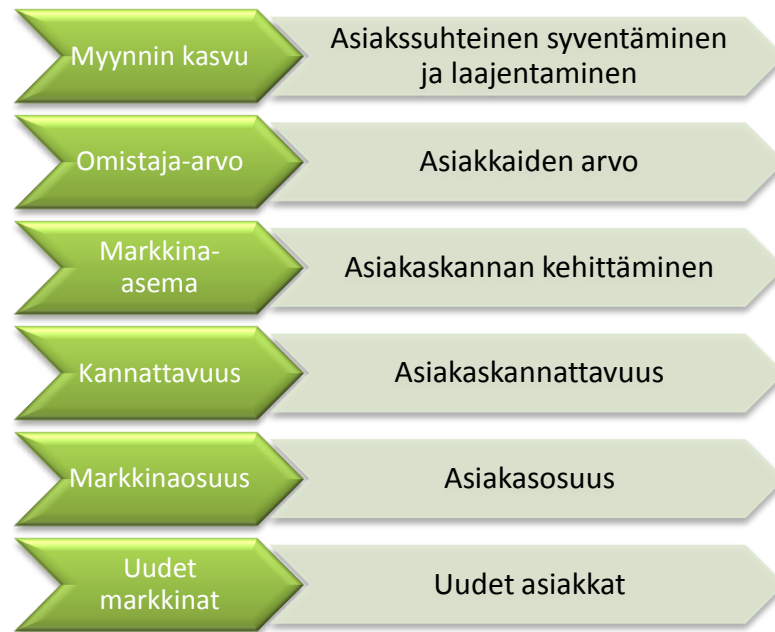 Myynnin kasvu
Asiakssuhteinen syventäminen
ja laajentaminen
Omistaja-arvo
Asiakkaiden arvo
Markkina-
asema
Asiakaskannan kehittäminen
Kannattavuus
Asiakaskannattavuus
Markkinaosuus
Asiakasosuus
Uudet
markkinat
Uudet asiakkat